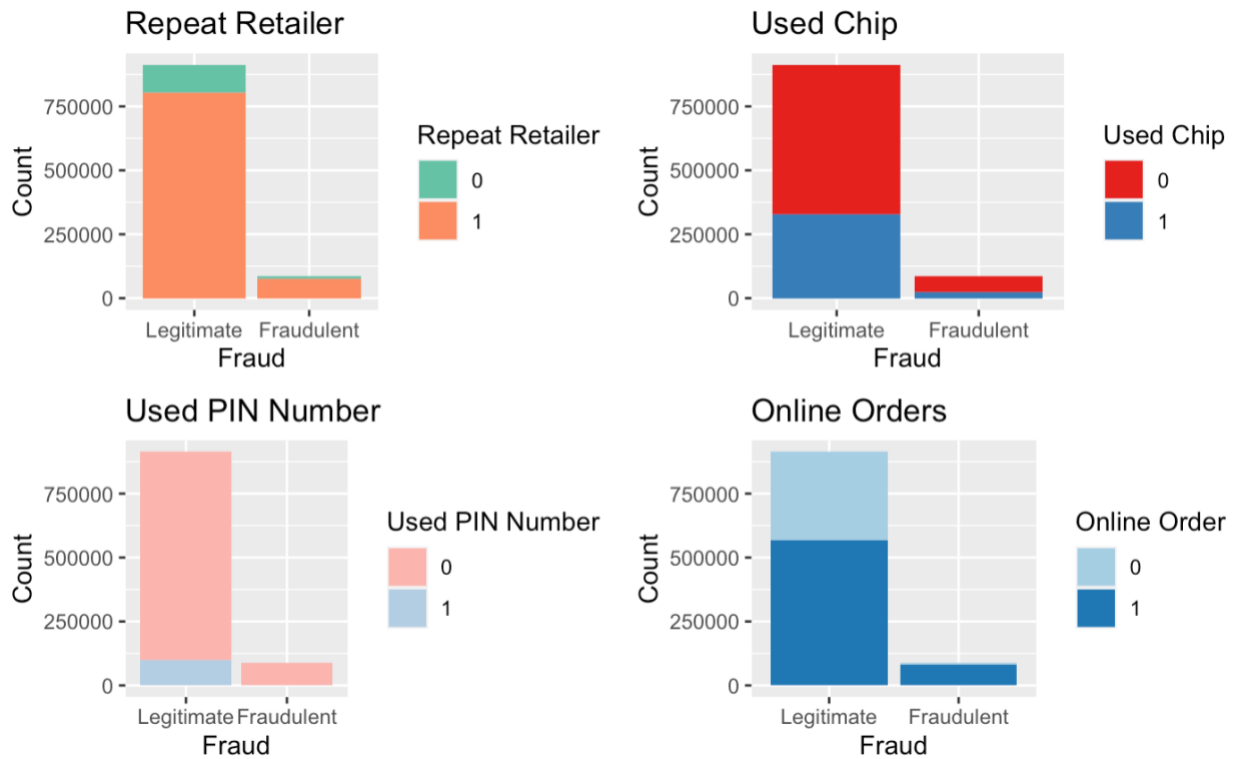 Repeat Retailer
Count
750000
500000
250000
0
Legitimate Fraudulent
Fraud
Repeat Retailer
0
1
Used Chip
Count
750000
500000
250000
0
Legitimate Fraudulent
Fraud
Used Chip
0
1
Used PIN Number
Count
750000
500000
250000
0
Legitimate Fraudulent
Fraud
Used PIN Number
0
1
Online Orders
Count
750000
500000
250000
0
Legitimate Fraudulent
Fraud
Online Order
0
1